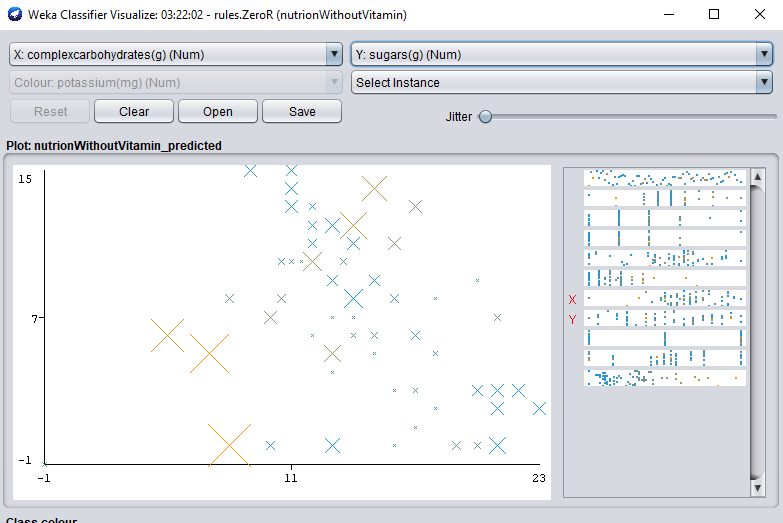 Weka Classifier Visualize: 03:22:02 - rules.ZeroR (nutrionWithoutVitamin)
X: complexcarbohydrates(g) (Num) Y: sugars(g) (Num)
Colour: potassium(mg) (Num) Select Instance
Reset Clear Open Save Jitter
Plot: nutrionWithoutVitamin_predicted
15
X
7 Y
-1
-1 11 23
Class colour